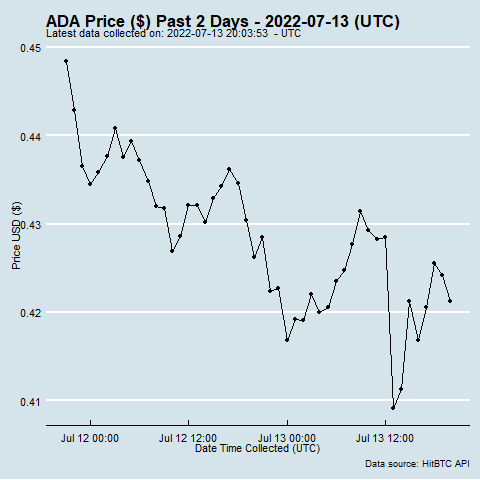 ADA Price ($) Past 2 Days - 2022-07-13 (UTC)
Latest data collected on: 2022-07-13 20:03:53  - UTC
0.45
0.44
0.43
0.42
0.41
Price USD ($)
Jul 12 00:00
Jul 12 12:00
Jul 13 00:00
Jul 13 12:00
Date Time Collected (UTC)
Data source: HitBTC API